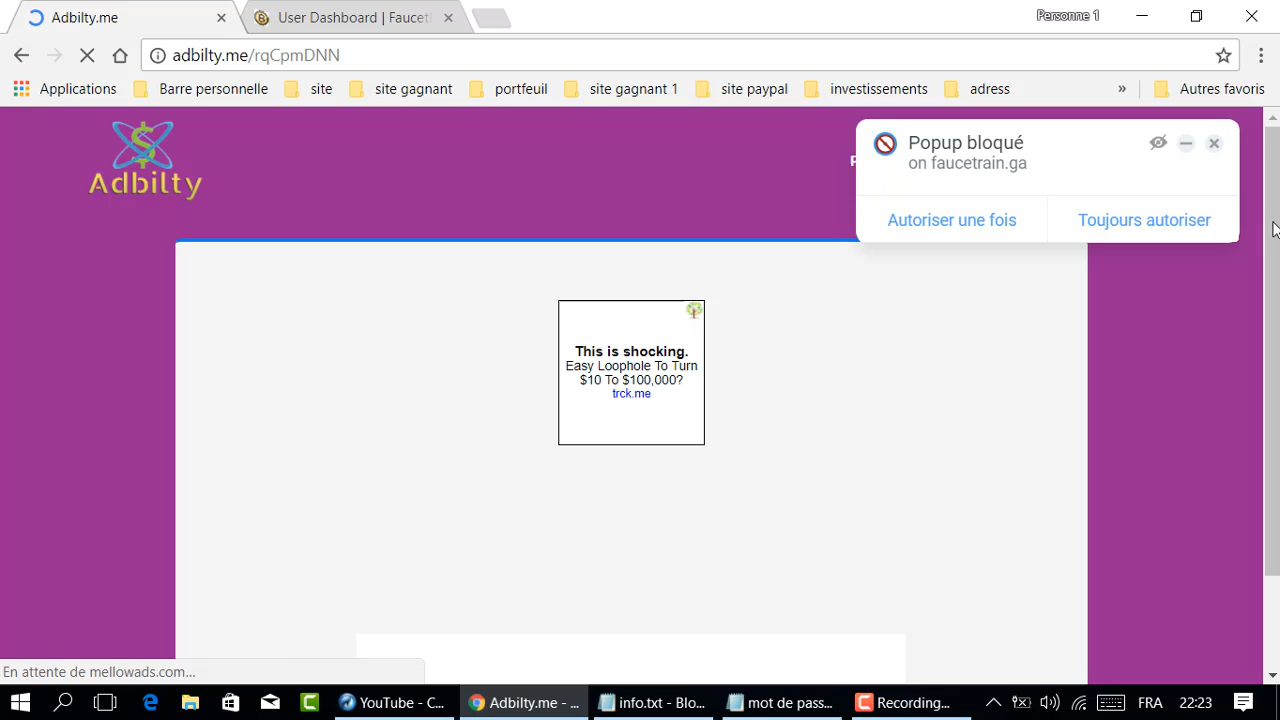 Adbilty.me
User Dashboard | Faucet
Personne 1
adbilty.me/rqCpmDNN
Applications
Barre personnelle
site
site gagnant
portfeuil
site gagnant 1
site paypal
investissements
adress
»
Autres favoris
Adbilty
P
Popup bloqué
on faucetrain.ga
Autoriser une fois
Toujours autoriser
This is shocking.
Easy Loophole To Turn
$10 To $100,000?
trck.me
En attente de mellowads.com...
YouTube - C...
Adbilty.me - ...
info.txt - Blo...
mot de pass...
Recording...
FRA
22:23